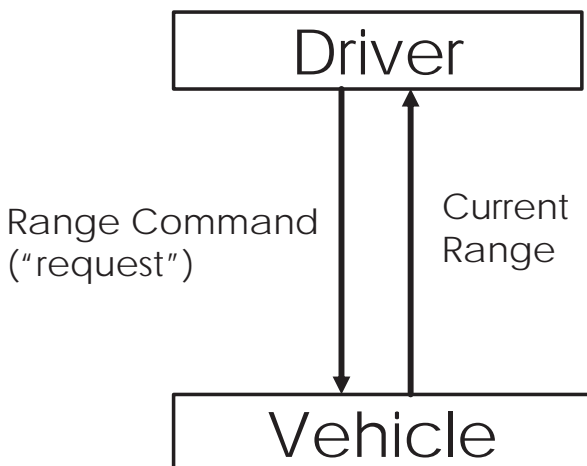 Driver
Range Command
(“request”)
Current
Range
Vehicle